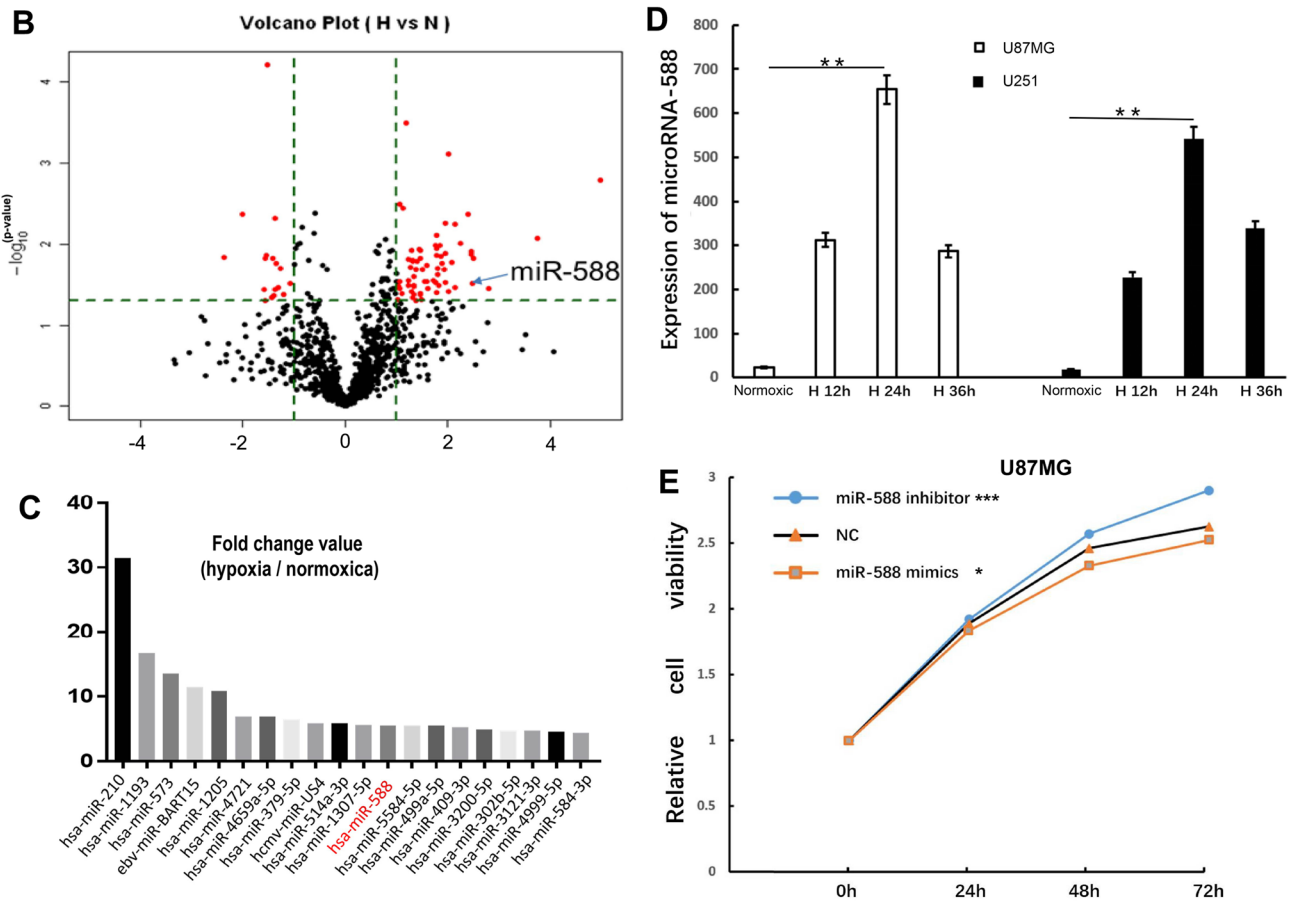 B
Volcano Plot ( H vs N )
4
3
2
1
0
−log10 (p-value)
miR-588
-4
-2
0
2
4
C
Fold change value
(hypoxia / normoxica)
40
30
20
10
0
hsa-miR-210
hsa-miR-1193
hsa-miR-573
ebv-miR-BART15
hsa-miR-1205
hsa-miR-4721
hsa-miR-4659a-5p
hsa-miR-379-5p
hcmv-miR-US4
hsa-miR-514a-3p
hsa-miR-1307-5p
hsa-miR-588
hsa-miR-5584-5p
hsa-miR-499a-5p
hsa-miR-409-3p
hsa-miR-3200-5p
hsa-miR-302b-5p
hsa-miR-3121-3p
hsa-miR-4999-5p
hsa-miR-584-3p
D
Expression of microRNA-588
800
700
600
500
400
300
200
100
0
U87MG
U251
**
**
Normoxic
H 12h
H 24h
H 36h
Normoxic
H 12h
H 24h
H 36h
E
U87MG
Relative cell viability
3
2.5
2
1.5
1
0.5
0
miR-588 inhibitor ***
NC
miR-588 mimics *
0h
24h
48h
72h